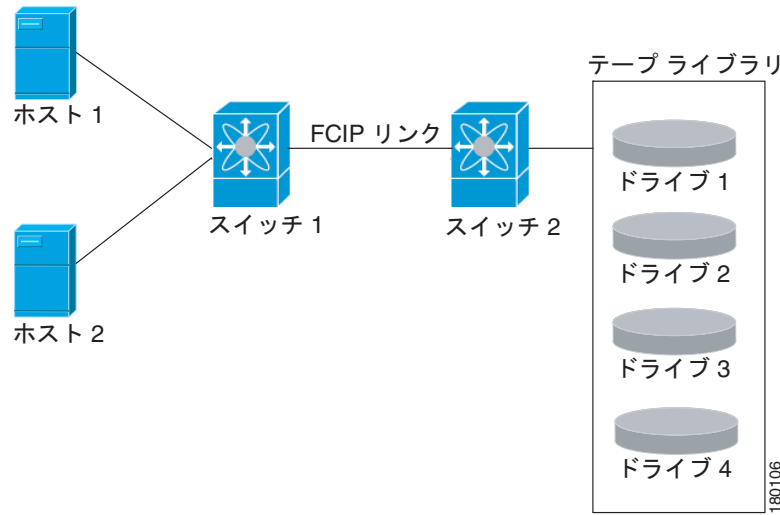 テープ ライブラリ
ホスト 1
FCIP リンク
ドライブ 1
スイッチ 1
スイッチ 2
ドライブ 2
ホスト 2
ドライブ 3
ドライブ 4
180106